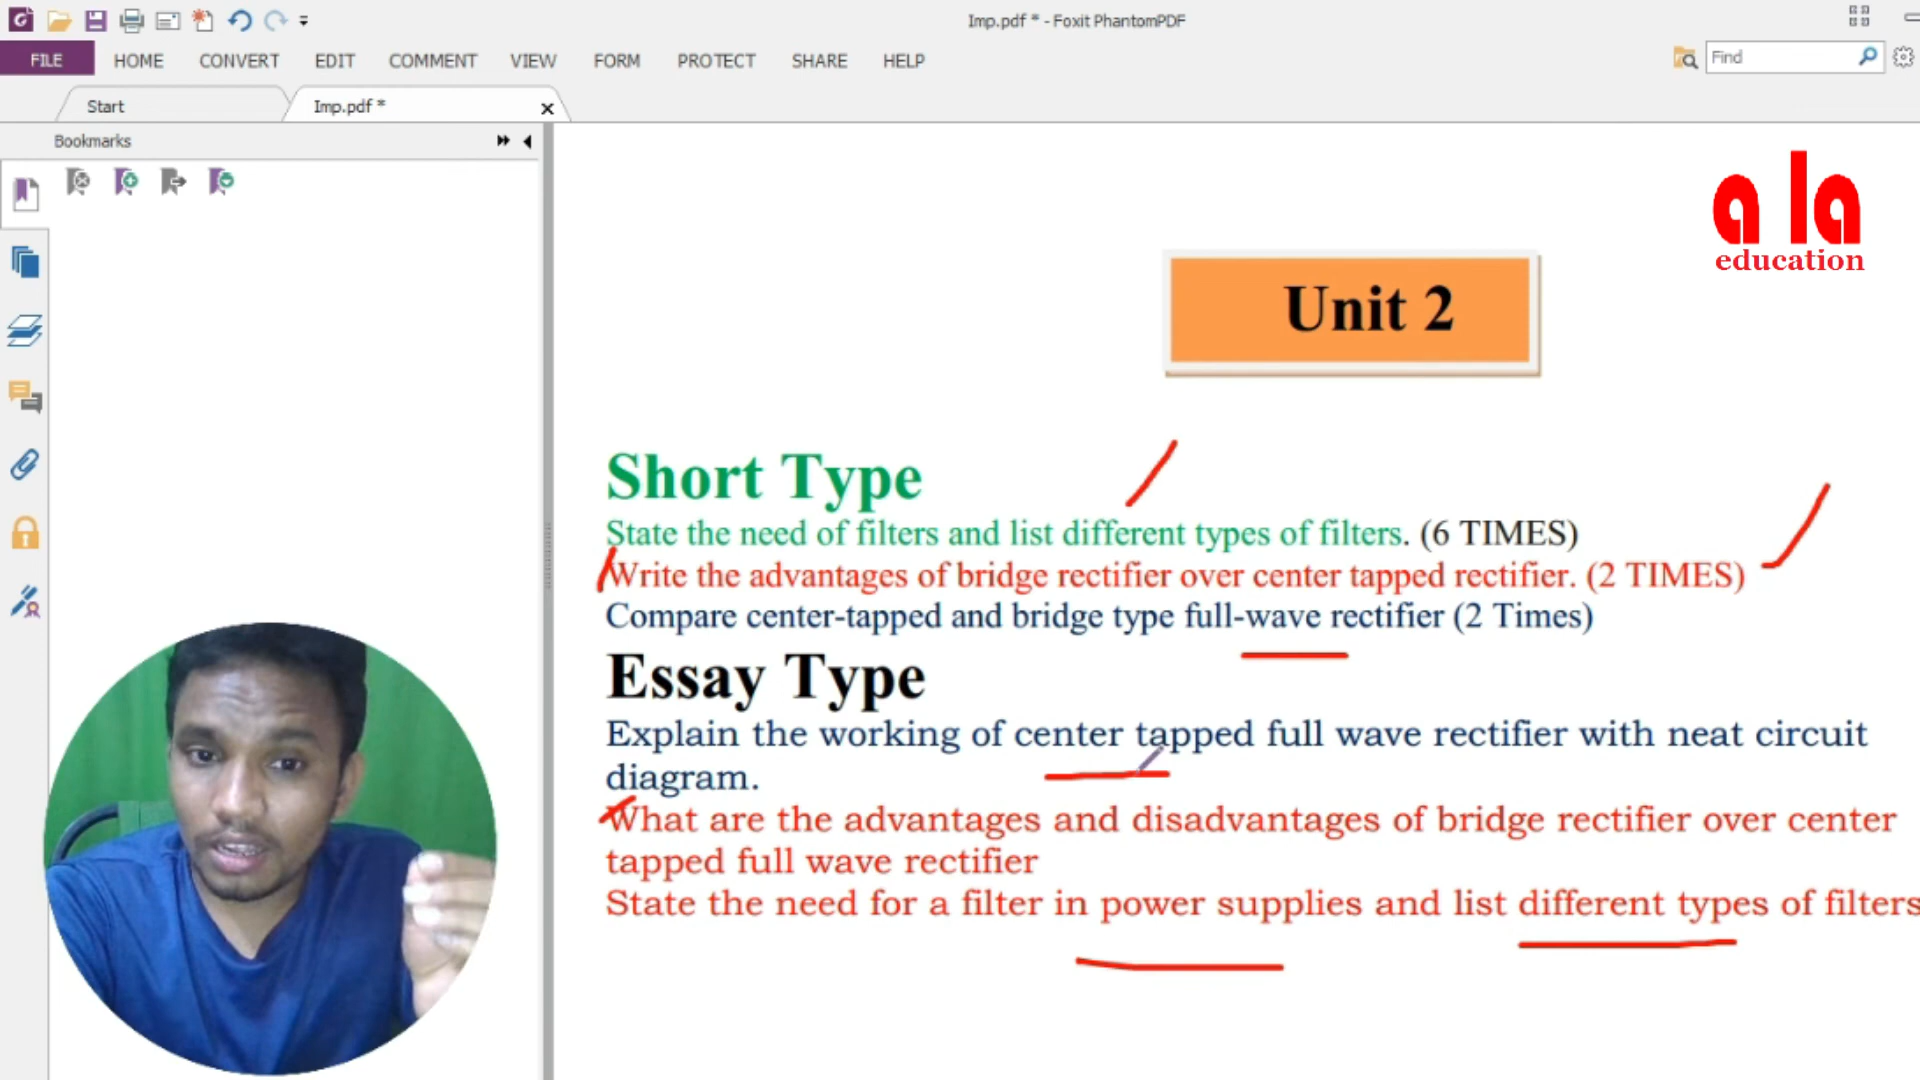 Imp.pdf * - Foxit PhantomPDF
FILE HOME CONVERT EDIT COMMENT VIEW FORM PROTECT SHARE HELP
Find
Start
Imp.pdf *
Bookmarks
a la
education
Unit 2
Short Type
State the need of filters and list different types of filters. (6 TIMES)
Write the advantages of bridge rectifier over center tapped rectifier. (2 TIMES)
Compare center-tapped and bridge type full-wave rectifier (2 Times)
Essay Type
Explain the working of center tapped full wave rectifier with neat circuit
diagram.
What are the advantages and disadvantages of bridge rectifier over center
tapped full wave rectifier
State the need for a filter in power supplies and list different types of filters